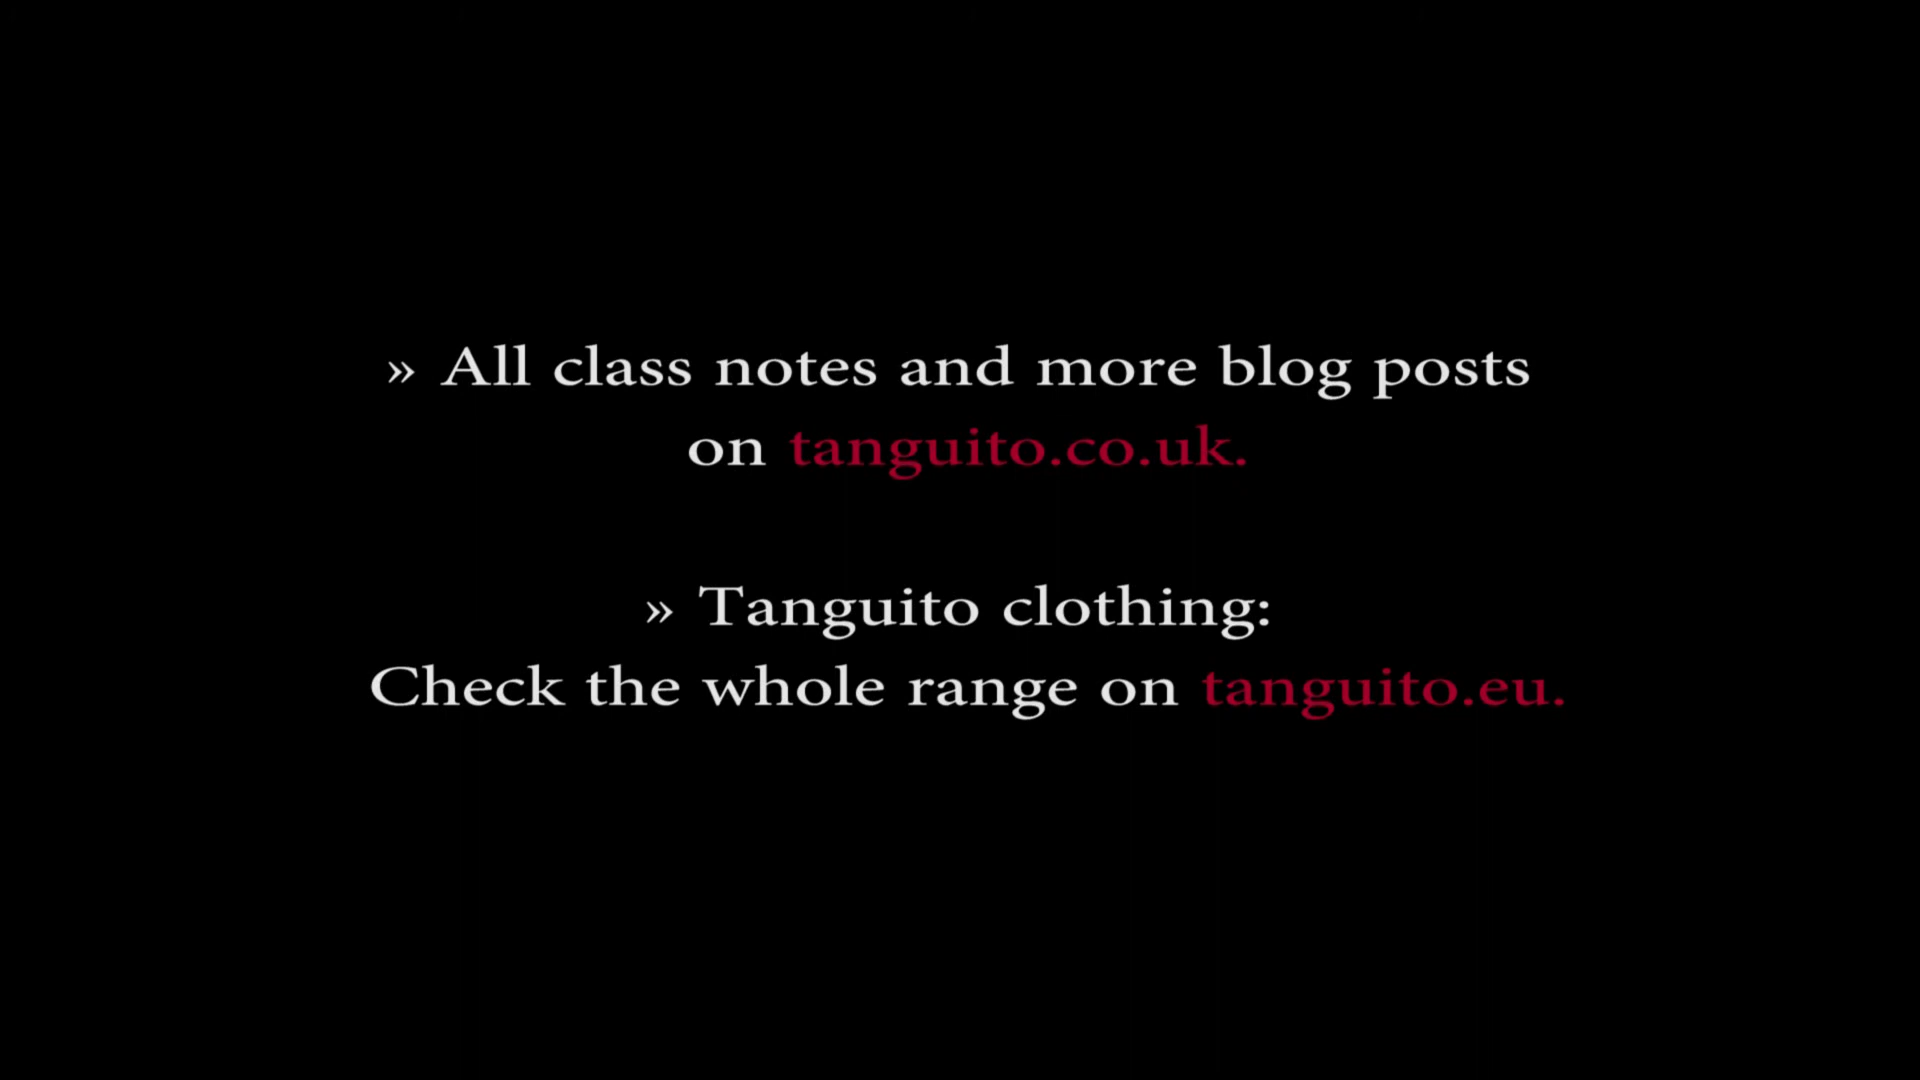 » All class notes and more blog posts
on tanguito.co.uk.
» Tanguito clothing:
Check the whole range on tanguito.eu.